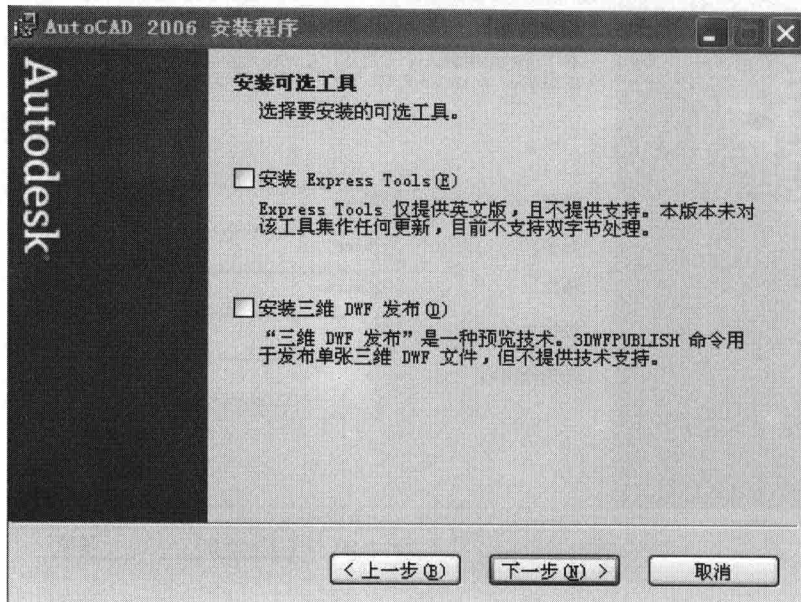 AutoCAD 2006 安装程序
Autodesk
安装可选工具
选择要安装的可选工具。
安装 Express Tools(E)
Express Tools 仅提供英文版，且不提供支持。本版本未对
该工具集作任何更新，目前不支持双字节处理。
安装三维 DWF 发布(D)
“三维 DWF 发布”是一种预览技术。3DWFPUBLISH 命令用
于发布单张三维 DWF 文件，但不提供技术支持。
< 上一步(B)
下一步(N) >
取消